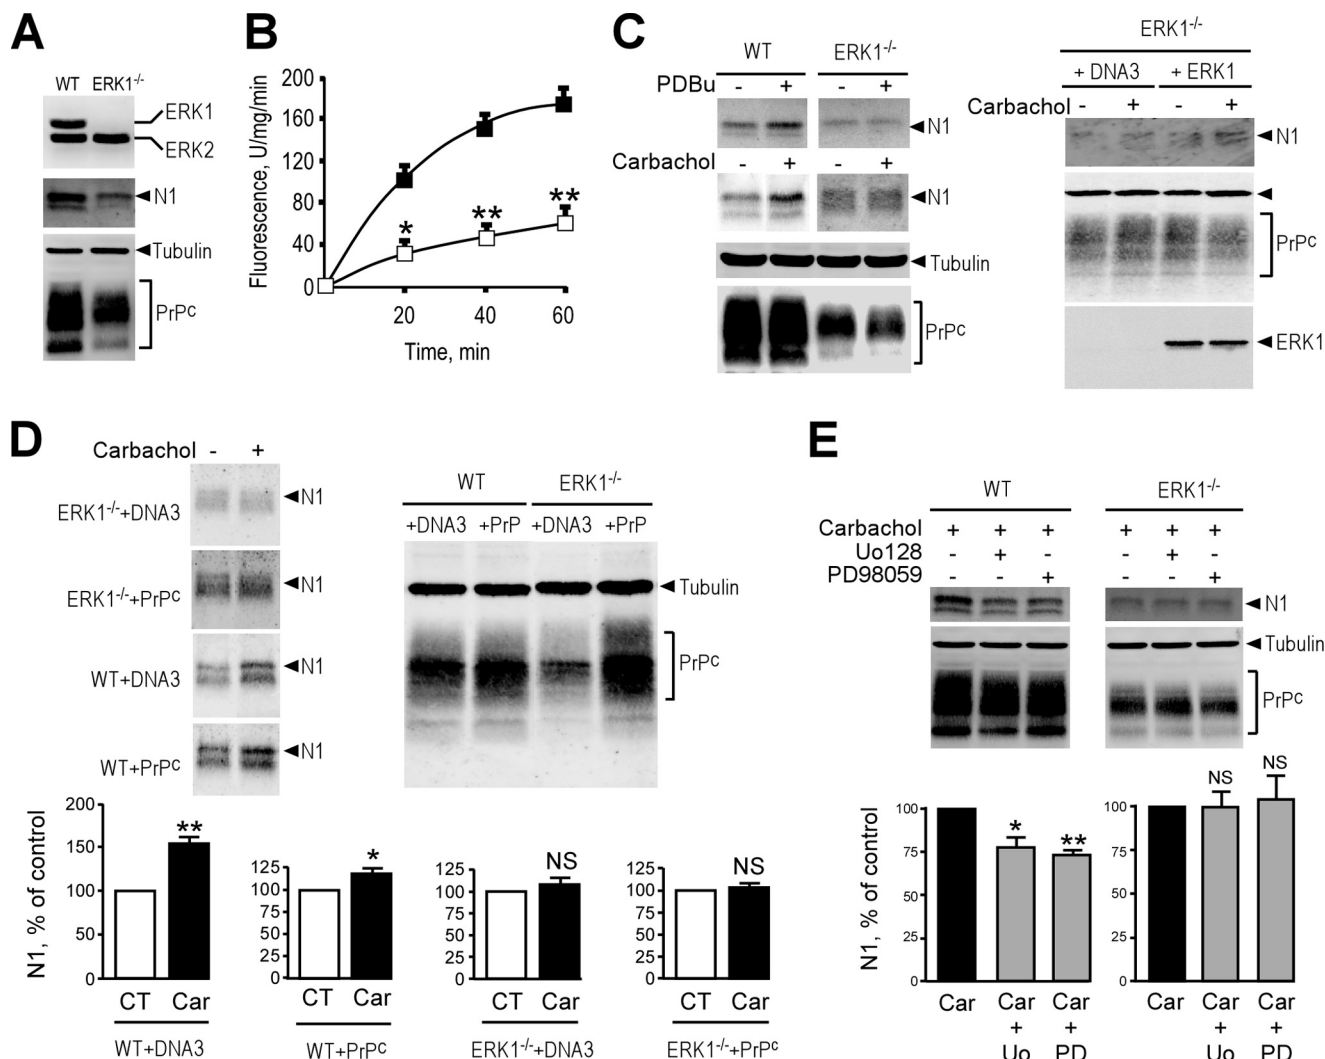 A
WT ERK1-/-
ERK1
ERK2
N1
Tubulin
PrPc
B
Fluorescence, U/mg/min
200
160
120
80
40
0
*
**
**
20 40 60
Time, min
C
WT ERK1-/-
PDBu - + - +
N1
Carbachol - + - +
N1
Tubulin
PrPc
ERK1-/-
+ DNA3 + ERK1
Carbachol - + - +
N1
PrPc
ERK1
D
Carbachol - +
ERK1-/-+DNA3 N1
ERK1-/-+PrPc N1
WT+DNA3 N1
WT+PrPc N1
WT ERK1-/-
+DNA3 +PrP +DNA3 +PrP
Tubulin
PrPc
N1, % of control
200
150
100
50
0
**
CT Car
WT+DNA3
125
100
75
50
25
0
*
CT Car
WT+PrPc
125
100
75
50
25
0
NS
CT Car
ERK1-/-+DNA3
125
100
75
50
25
0
NS
CT Car
ERK1-/-+PrPc
E
WT ERK1-/-
Carbachol + + + + + +
Uo128 - + - - + -
PD98059 - - + - - +
N1
Tubulin
PrPc
N1, % of control
100
75
50
25
0
*
**
Car Car + Uo Car + PD
100
75
50
25
0
NS
NS
Car Car + Uo Car + PD